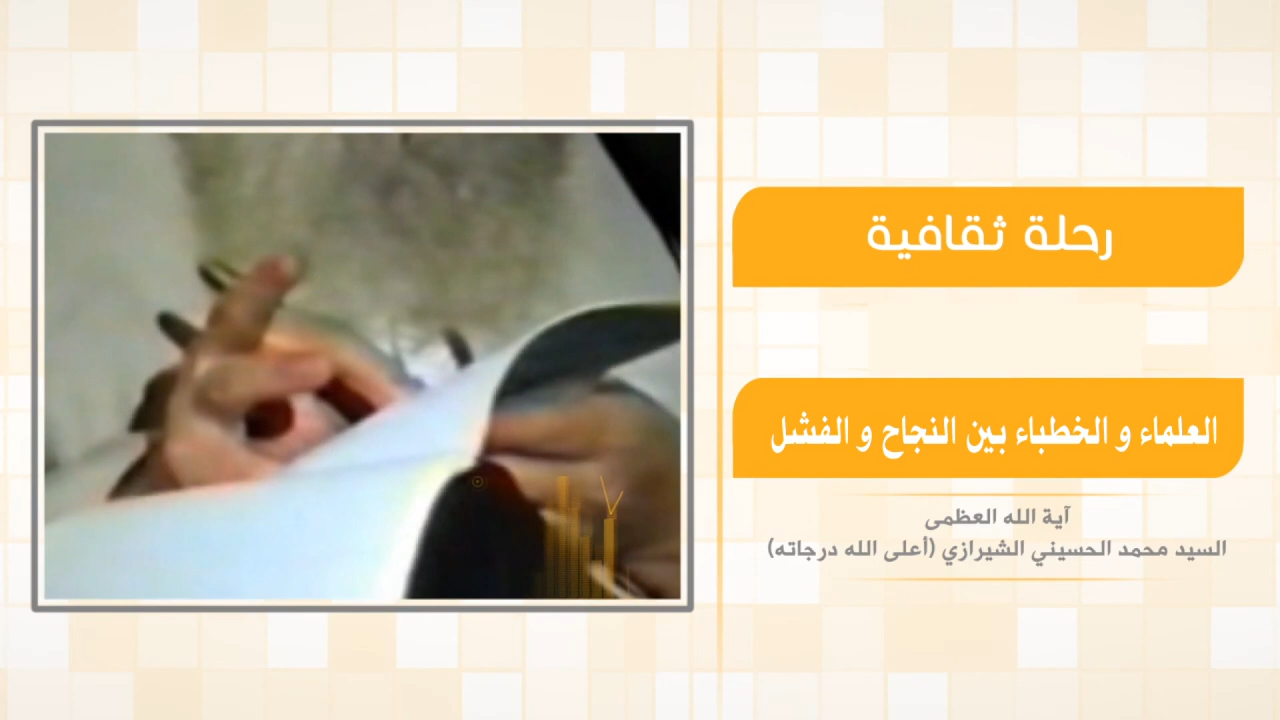 رحلة ثقافية
العلماء و الخطباء بين النجاح و الفشل
آية الله العظمى
السيد محمد الحسيني الشيرازي (أعلى الله درجاته)